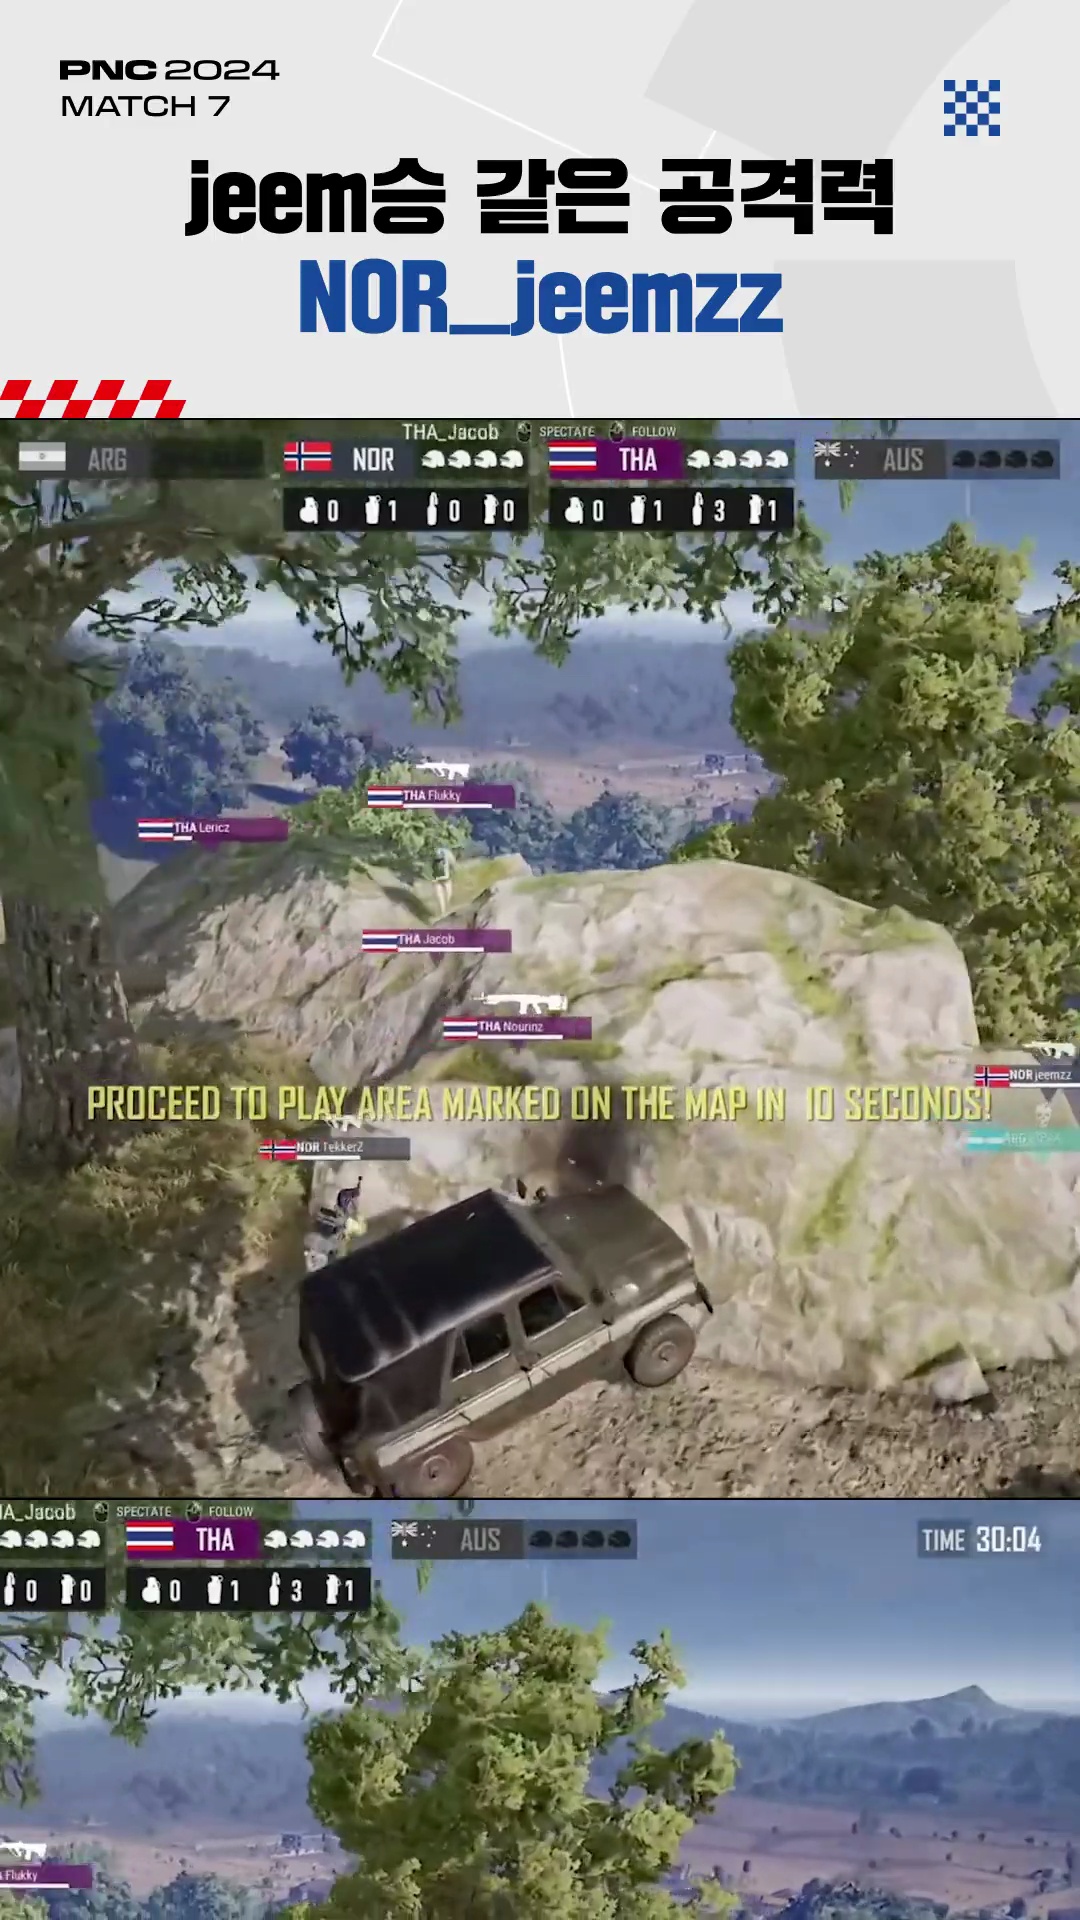 PNC 2024
MATCH 7
jeem승 같은 공격력
NOR_jeemzz
THA_Jacob SPECTATE FOLLOW
ARG NOR THA AUS
0 1 0 0 0 1 3 1
THA Flukky
THA Lericz
THA Jacob
THA Nourinz
NOR jeemzz
PROCEED TO PLAY AREA MARKED ON THE MAP IN 10 SECONDS!
NOR TekkerZ
A_Jacob SPECTATE FOLLOW
THA AUS TIME 30:04
0 0 0 1 3 1
Flukky